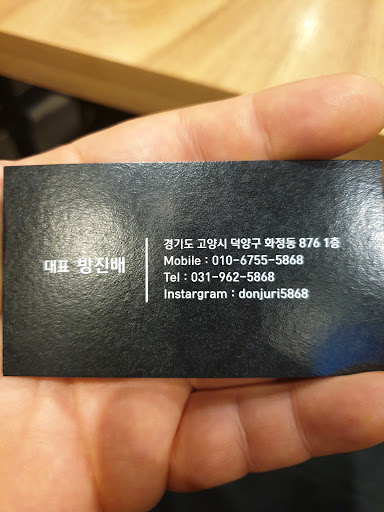 대표 방진배
경기도 고양시 덕양구 화정동 876 1층
Mobile : 010-6755-5868
Tel : 031-962-5868
Instargram : donjuri5868